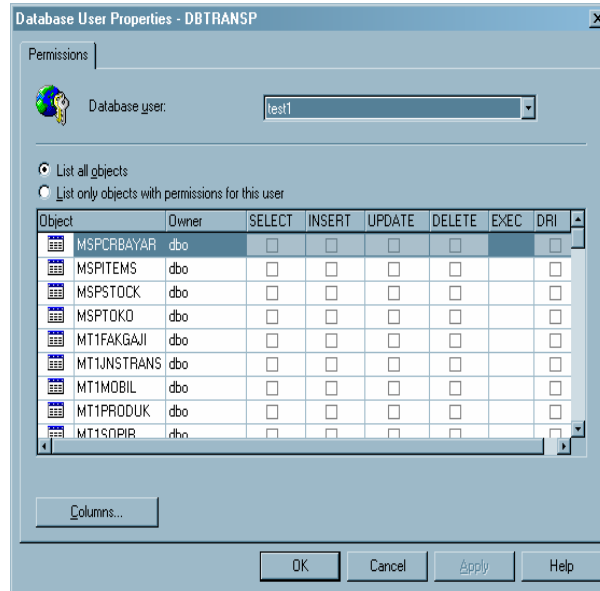 Database User Properties - DBTRANSP
Permissions
Database user: test1
List all objects
List only objects with permissions for this user
Object Owner SELECT INSERT UPDATE DELETE EXEC DRI
MSPCRBAYAR dbo
MSPITEMS dbo
MSPSTOCK dbo
MSPTOKO dbo
MT1FAKGAJI dbo
MT1JNSTRANS dbo
MT1MOBIL dbo
MT1PRODUK dbo
MT1SOPIR dbo
Columns...
OK Cancel Apply Help